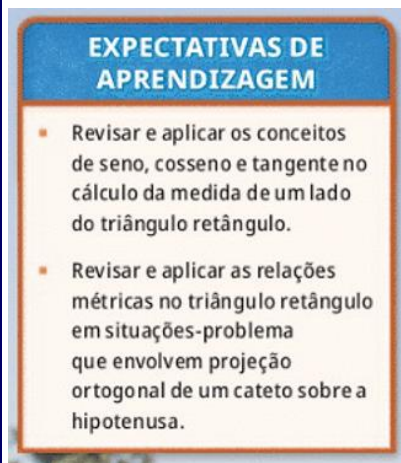 EXPECTATIVAS DE
APRENDIZAGEM
▪ Revisar e aplicar os conceitos
de seno, cosseno e tangente no
cálculo da medida de um lado
do triângulo retângulo.
▪ Revisar e aplicar as relações
métricas no triângulo retângulo
em situações-problema
que envolvem projeção
ortogonal de um cateto sobre a
hipotenusa.